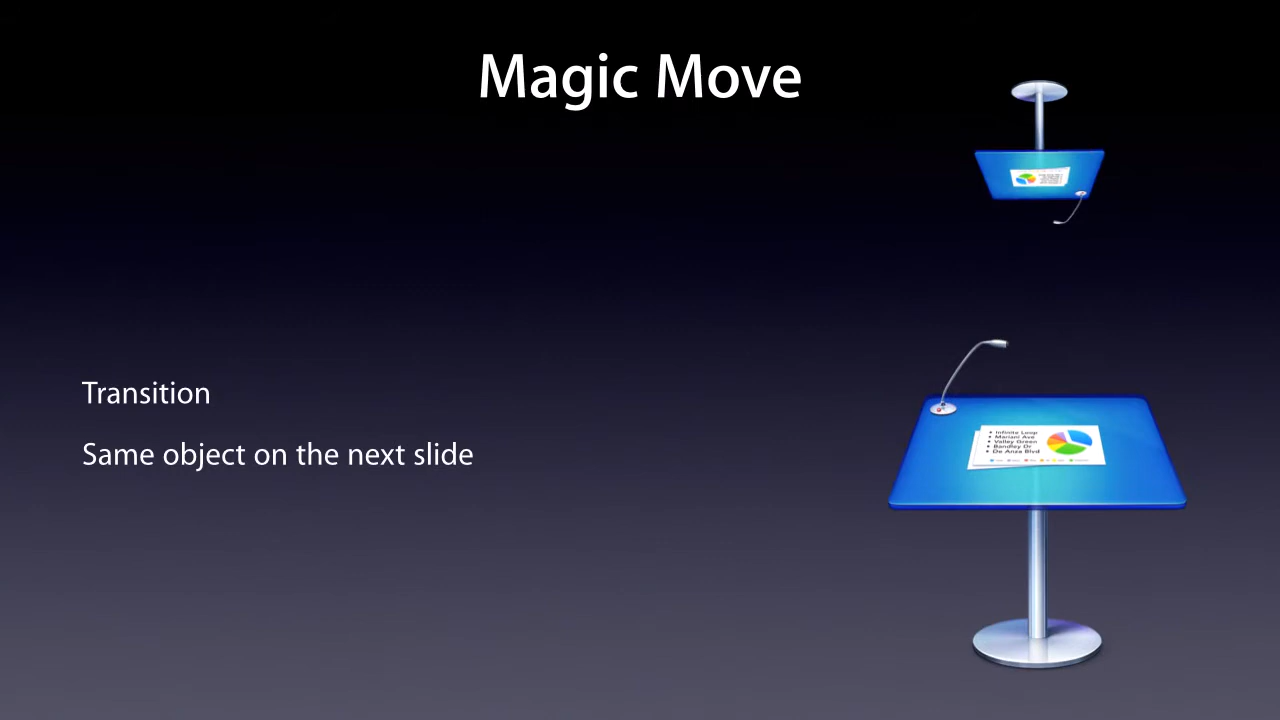 Magic Move
Transition
Same object on the next slide
• Infinite Loop
• Mariani Ave
• Valley Green
• Bandley Dr
• De Anza Blvd